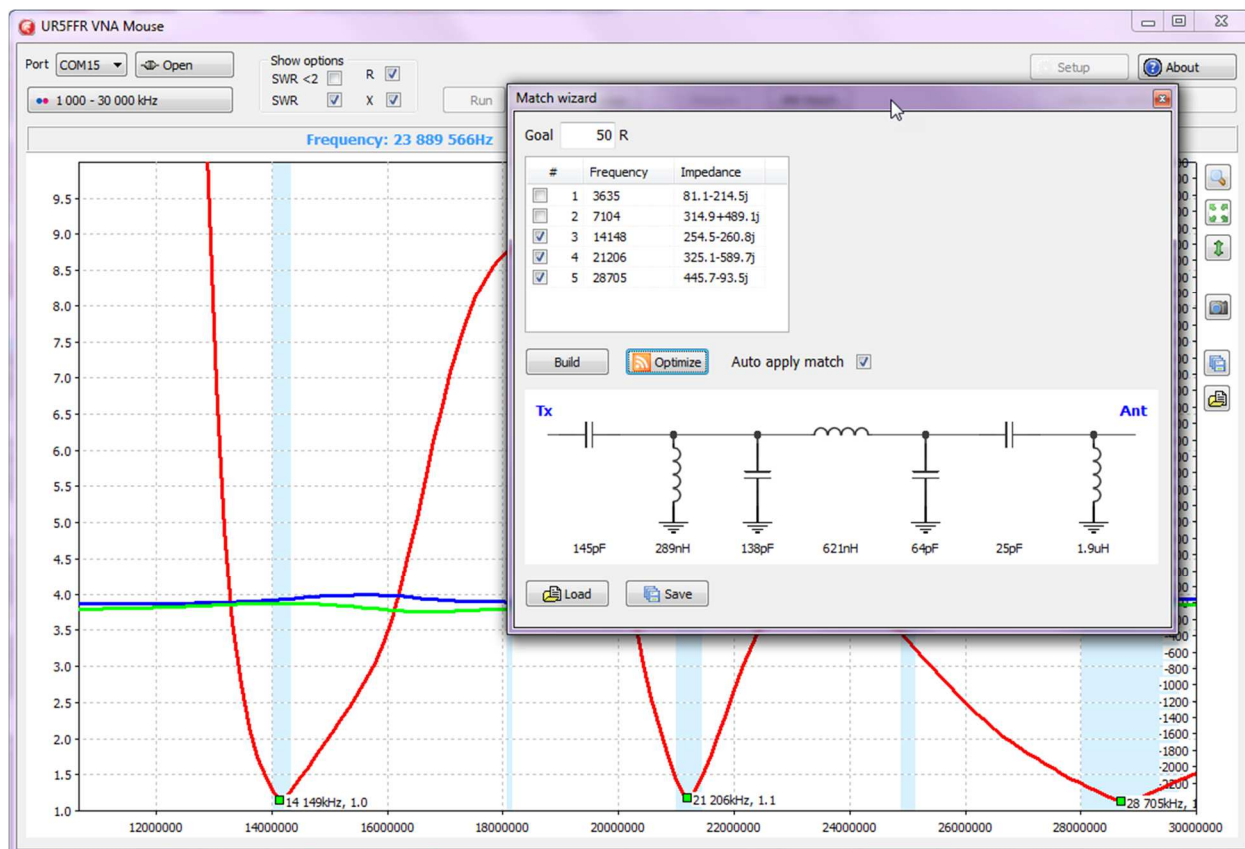 UR5FFR VNA Mouse
Port COM15 Open
Show options
SWR <2 R
SWR X
1 000 - 30 000 kHz
Run
Setup
About
Frequency: 23 889 566Hz
Match wizard
Goal 50 R
# Frequency Impedance
1 3635 81.1-214.5j
2 7104 314.9+489.1j
3 14148 254.5-260.8j
4 21206 325.1-589.7j
5 28705 445.7-93.5j
Build Optimize Auto apply match
Tx Ant
145pF 289nH 138pF 621nH 64pF 25pF 1.9uH
Load Save
9.5
9.0
8.5
8.0
7.5
7.0
6.5
6.0
5.5
5.0
4.5
4.0
3.5
3.0
2.5
2.0
1.5
1.0
-400
-600
-800
-1000
-1200
-1400
-1600
-1800
-2000
-2200
14 149kHz, 1.0
21 206kHz, 1.1
28 705kHz, 1
12000000 14000000 16000000 18000000 20000000 22000000 24000000 26000000 28000000 30000000